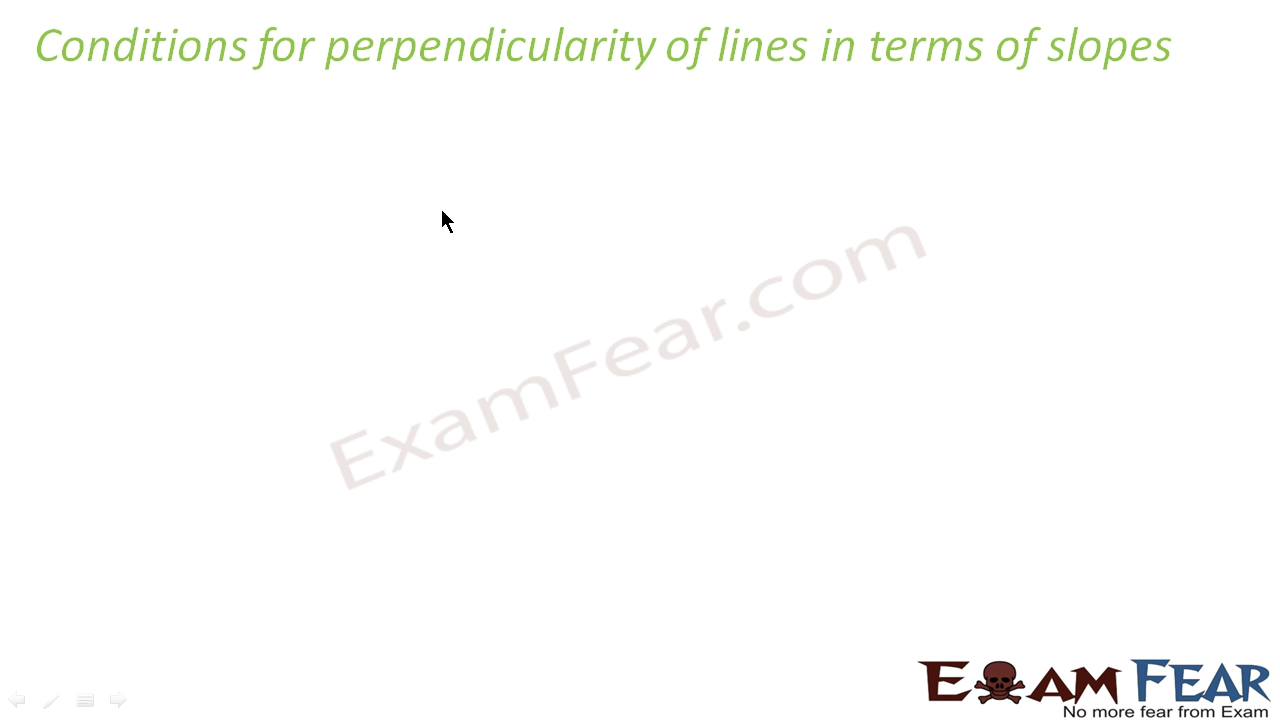 Conditions for perpendicularity of lines in terms of slopes
ExamFear.com
EXAM FEAR
No more fear from Exam